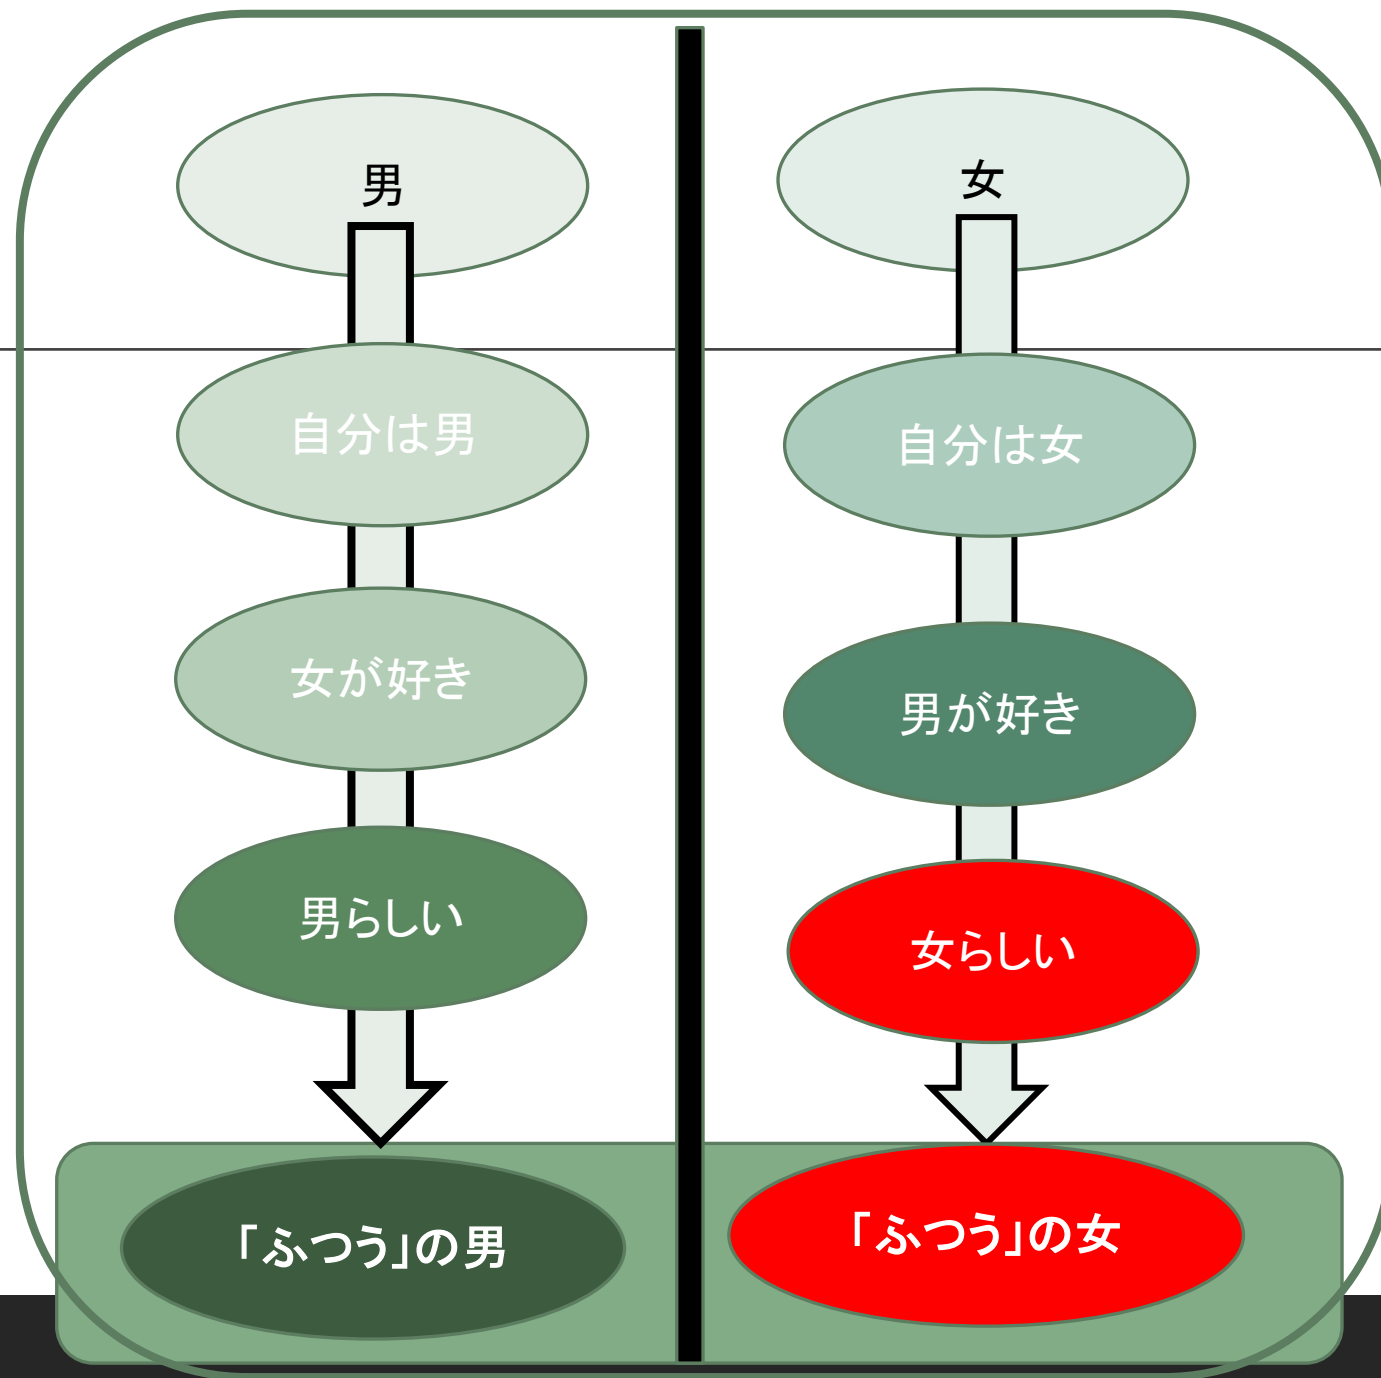 男
自分は男
女が好き
男らしい
「ふつう」の男
女
自分は女
男が好き
女らしい
「ふつう」の女